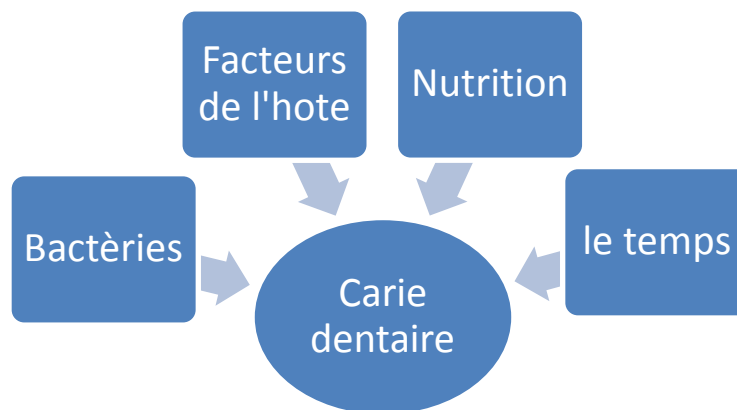 Facteurs
de l'hote
Nutrition
Bactèries
le temps
Carie
dentaire